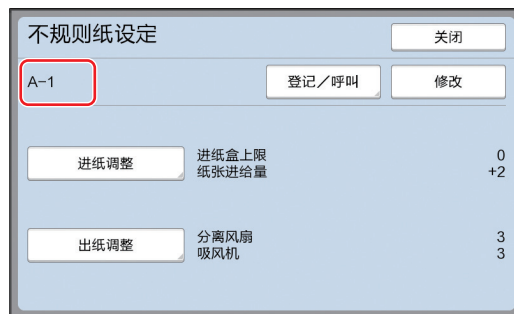 不规则纸设定 关闭
A-1 登记／呼叫 修改
进纸调整 进纸盒上限 0
纸张进给量 +2
出纸调整 分离风扇 3
吸风机 3